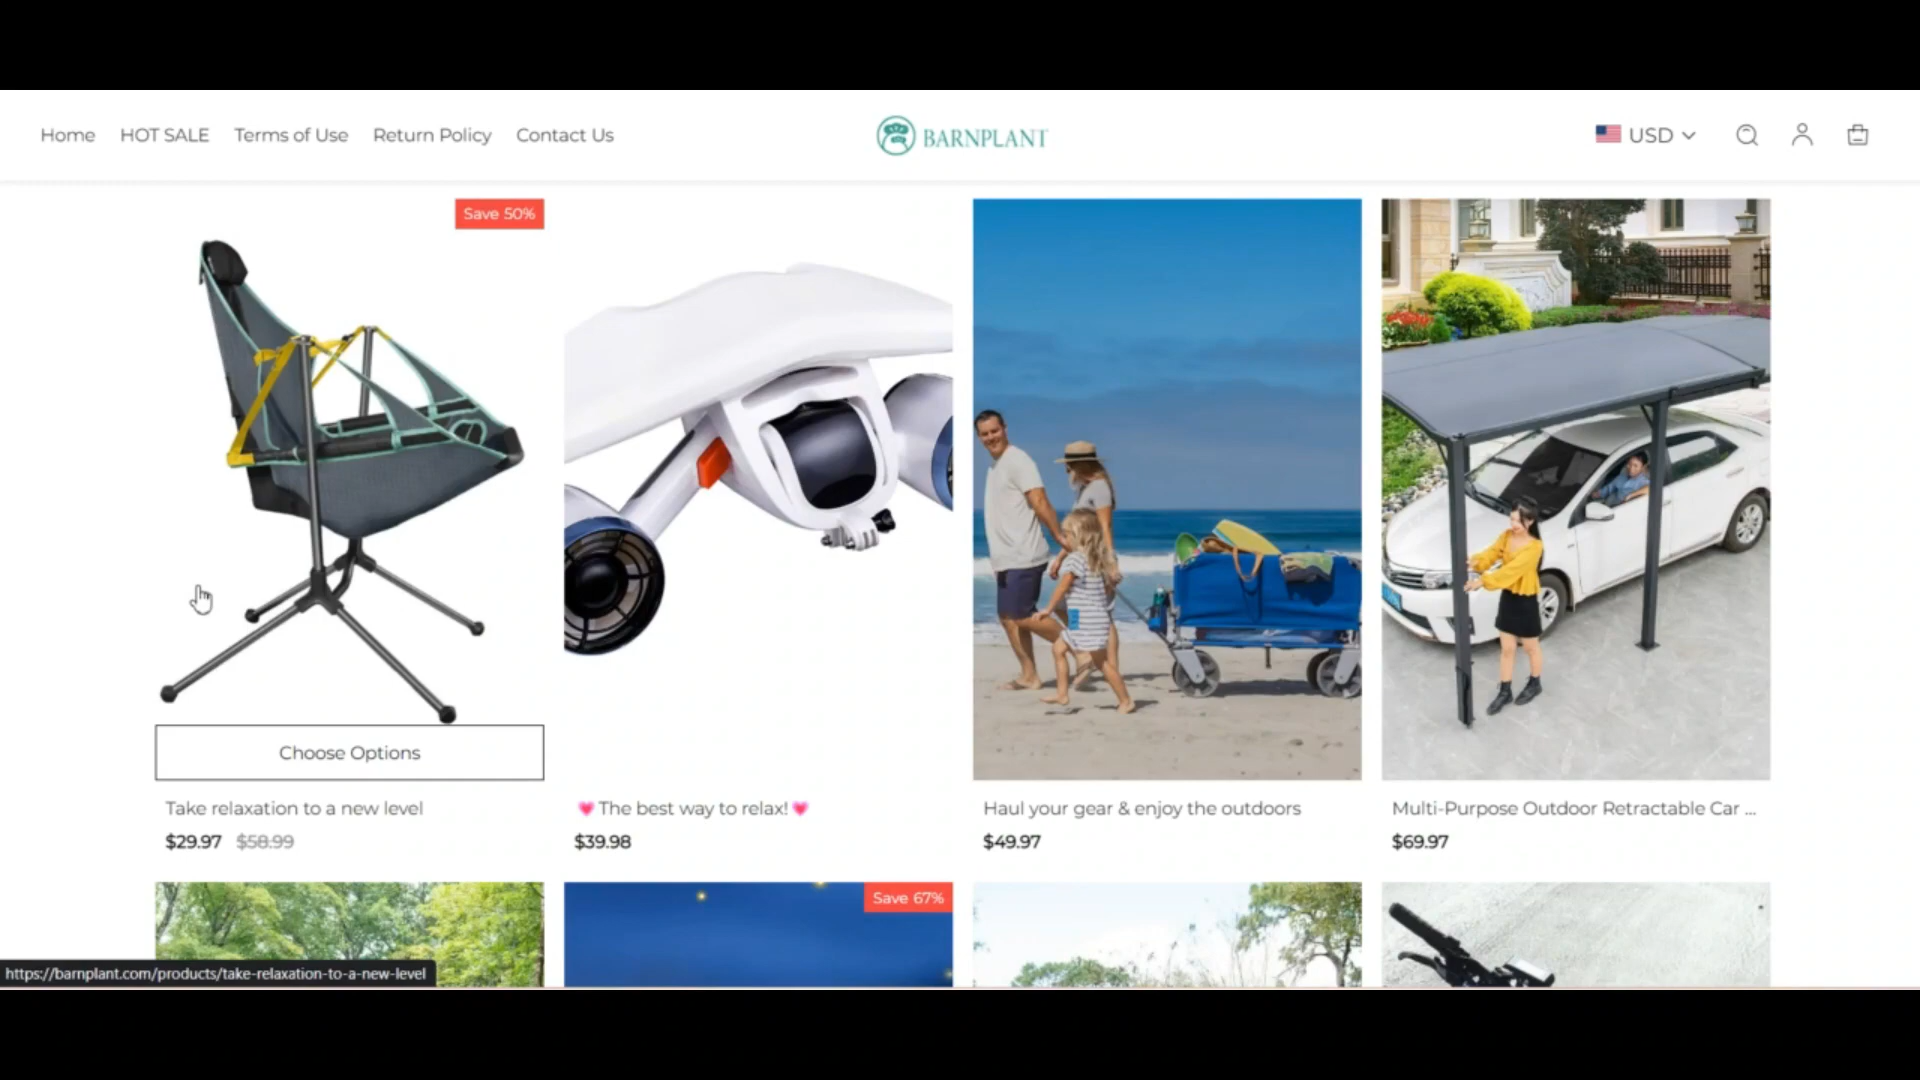 Home HOT SALE Terms of Use Return Policy Contact Us BARNPLANT USD
Save 50%
Choose Options
Take relaxation to a new level 💗The best way to relax!💗 Haul your gear & enjoy the outdoors Multi-Purpose Outdoor Retractable Car ...
$29.97 $58.99 $39.98 $49.97 $69.97
Save 67%
https://barnplant.com/products/take-relaxation-to-a-new-level